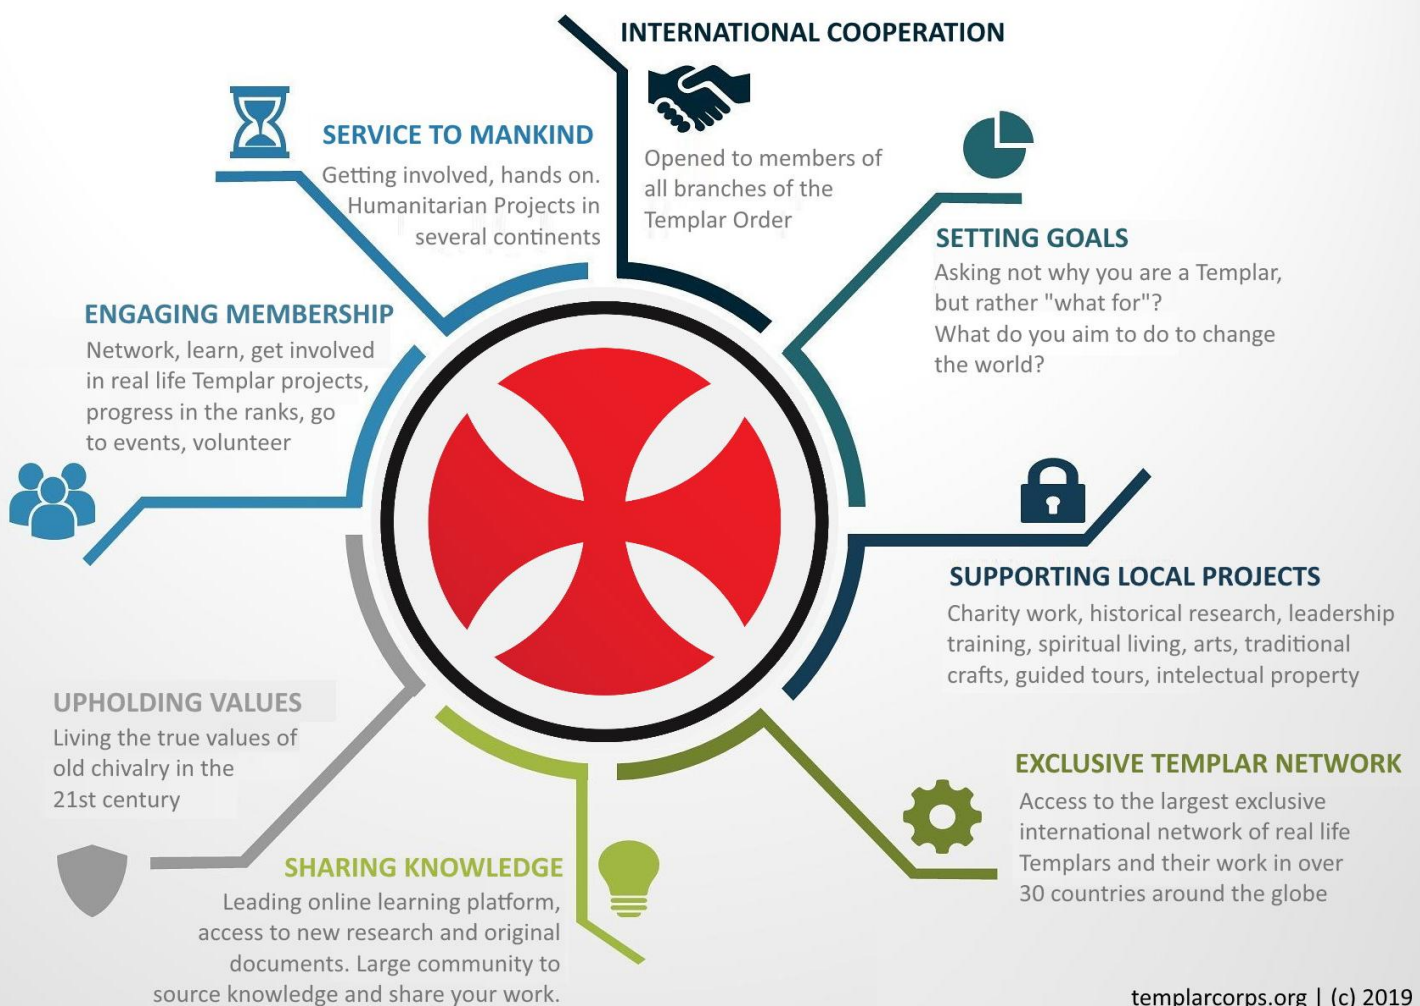 INTERNATIONAL COOPERATION
Opened to members of
all branches of the
Templar Order
SERVICE TO MANKIND
Getting involved, hands on.
Humanitarian Projects in
several continents
SETTING GOALS
Asking not why you are a Templar,
but rather "what for"?
What do you aim to do to change
the world?
ENGAGING MEMBERSHIP
Network, learn, get involved
in real life Templar projects,
progress in the ranks, go
to events, volunteer
SUPPORTING LOCAL PROJECTS
Charity work, historical research, leadership
training, spiritual living, arts, traditional
crafts, guided tours, intelectual property
UPHOLDING VALUES
Living the true values of
old chivalry in the
21st century
EXCLUSIVE TEMPLAR NETWORK
Access to the largest exclusive
international network of real life
Templars and their work in over
30 countries around the globe
SHARING KNOWLEDGE
Leading online learning platform,
access to new research and original
documents. Large community to
source knowledge and share your work.
templarcorps.org | (c) 2019